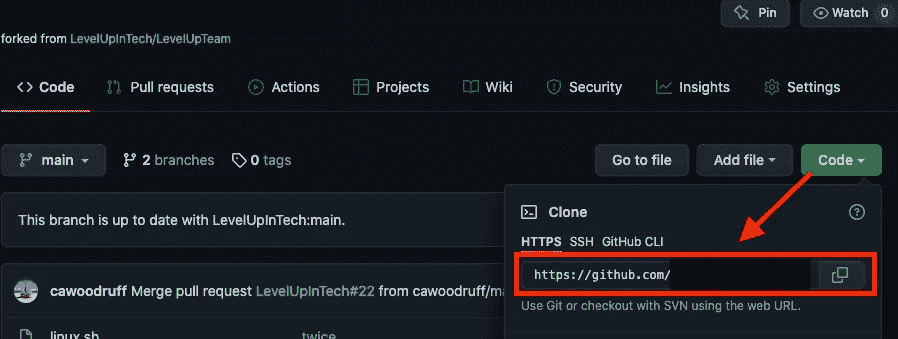 Pin
Watch 0
forked from LevelUpInTech/LevelUpTeam
Code Pull requests Actions Projects Wiki Security Insights Settings
main 2 branches 0 tags Go to file Add file Code
Clone
This branch is up to date with LevelUpInTech:main.
HTTPS SSH GitHub CLI
https://github.com/
cawoodruff Merge pull request LevelUpInTech#22 from cawoodruff/ma
Use Git or checkout with SVN using the web URL.
linux.sh twice